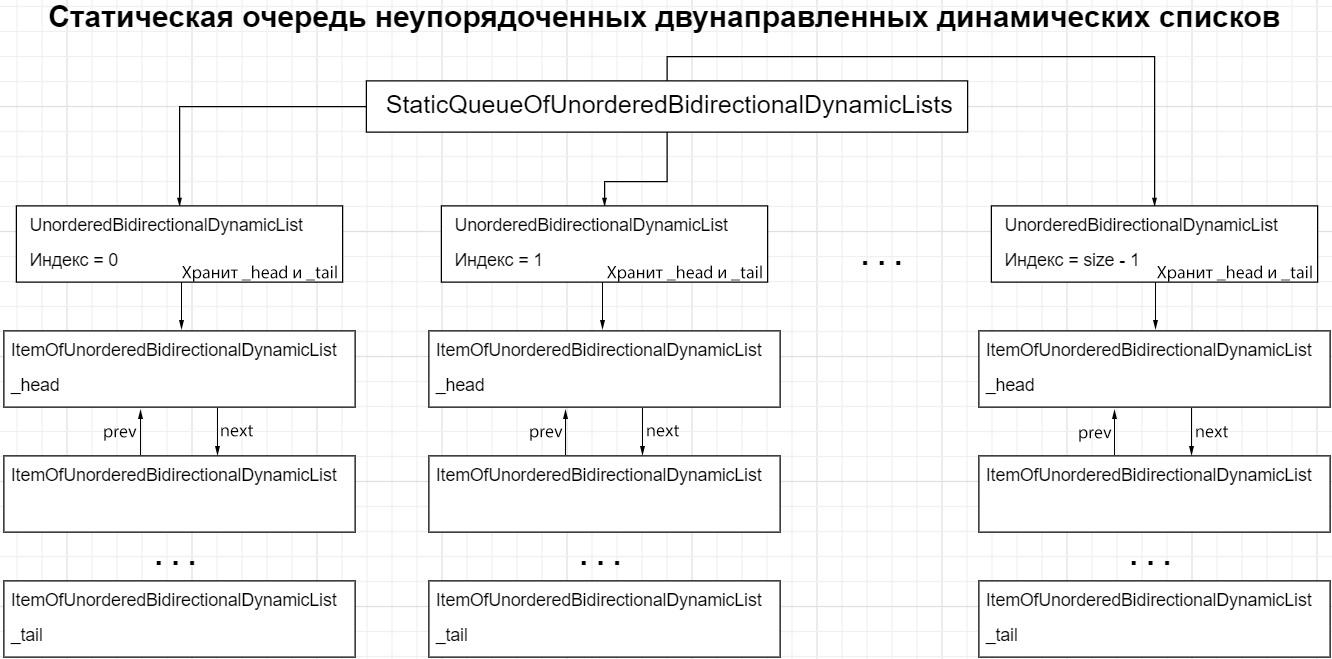 Статическая очередь неупорядоченных двунаправленных динамических списков
StaticQueueOfUnorderedBidirectionalDynamicLists
UnorderedBidirectionalDynamicList
Индекс = 0
Хранит _head и _tail
UnorderedBidirectionalDynamicList
Индекс = 1
Хранит _head и _tail
. . .
UnorderedBidirectionalDynamicList
Индекс = size - 1
Хранит _head и _tail
ItemOfUnorderedBidirectionalDynamicList
_head
ItemOfUnorderedBidirectionalDynamicList
_head
ItemOfUnorderedBidirectionalDynamicList
_head
prev
next
prev
next
prev
next
ItemOfUnorderedBidirectionalDynamicList
ItemOfUnorderedBidirectionalDynamicList
ItemOfUnorderedBidirectionalDynamicList
. . .
. . .
. . .
ItemOfUnorderedBidirectionalDynamicList
_tail
ItemOfUnorderedBidirectionalDynamicList
_tail
ItemOfUnorderedBidirectionalDynamicList
_tail